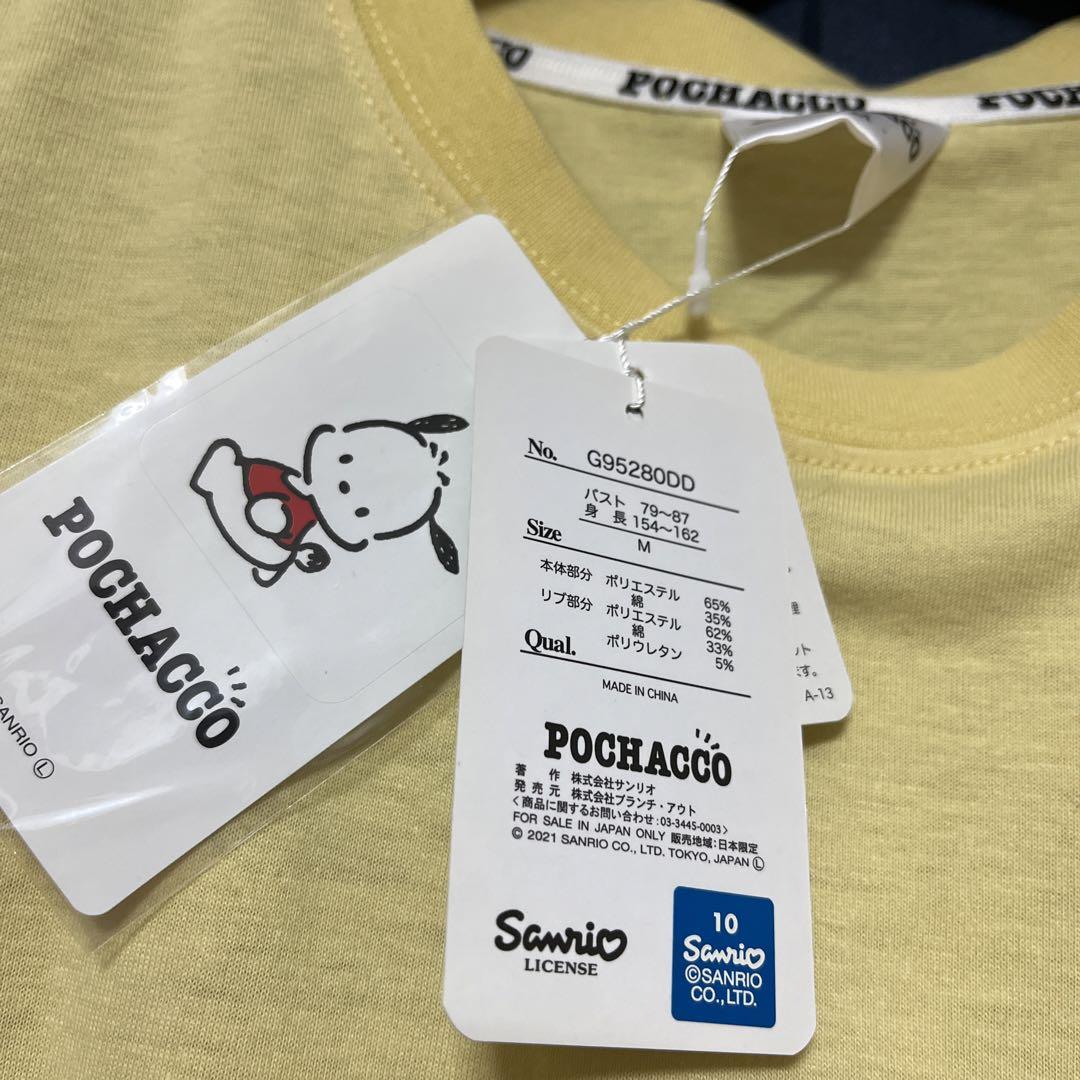 POCHACCO
POCHACCO
SANRIO Ⓛ
No. G95280DD
バスト 79～87
身 長 154～162
Size M
本体部分 ポリエステル 65%
綿 35%
リブ部分 ポリエステル 62%
綿 33%
Qual. ポリウレタン 5%
MADE IN CHINA
POCHACCO
著 作 株式会社サンリオ
発 売 元 株式会社ブランチ・アウト
<商品に関するお問い合わせ:03-3445-0003>
FOR SALE IN JAPAN ONLY 販売地域:日本限定
© 2021 SANRIO CO., LTD. TOKYO, JAPAN Ⓛ
Sanrio
LICENSE
10
Sanrio
©SANRIO
CO.,LTD.
ット
ます。
A-13